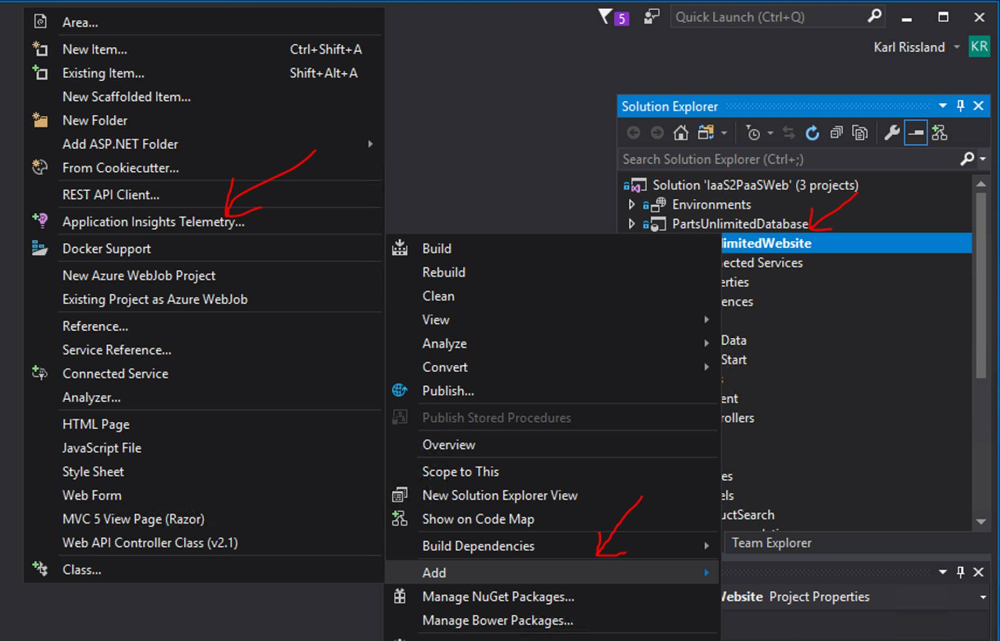 Area...
New Item... Ctrl+Shift+A
Existing Item... Shift+Alt+A
New Scaffolded Item...
New Folder
Add ASP.NET Folder
From Cookiecutter...
REST API Client...
Application Insights Telemetry...
Docker Support
New Azure WebJob Project
Existing Project as Azure WebJob
Reference...
Service Reference...
Connected Service
Analyzer...
HTML Page
JavaScript File
Style Sheet
Web Form
MVC 5 View Page (Razor)
Web API Controller Class (v2.1)
Class...
Build
Rebuild
Clean
View
Analyze
Convert
Publish...
Publish Stored Procedures
Overview
Scope to This
New Solution Explorer View
Show on Code Map
Build Dependencies
Add
Manage NuGet Packages...
Manage Bower Packages...
5
Quick Launch (Ctrl+Q)
Karl Rissland KR
Solution Explorer
Search Solution Explorer (Ctrl+;)
Solution 'IaaS2PaaSWeb' (3 projects)
Environments
PartsUnlimitedDatabase
limitedWebsite
ected Services
erties
ences
Data
Start
ent
rollers
es
els
uctSearch
Team Explorer
Website Project Properties